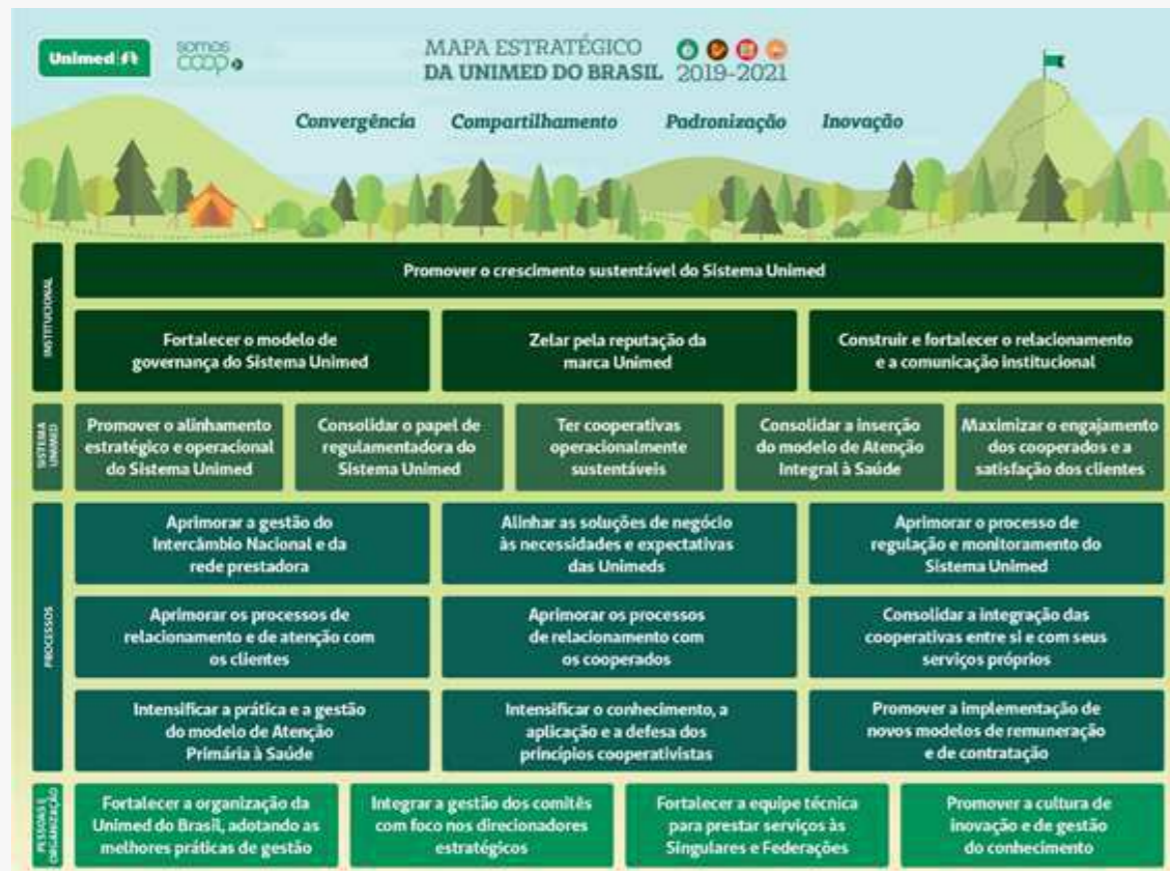 Unimed
somos
coop
MAPA ESTRATÉGICO
DA UNIMED DO BRASIL 2019-2021
Convergência Compartilhamento Padronização Inovação
INSTITUCIONAL
Promover o crescimento sustentável do Sistema Unimed
Fortalecer o modelo de
governança do Sistema Unimed
Zelar pela reputação da
marca Unimed
Construir e fortalecer o relacionamento
e a comunicação institucional
SISTEMA
UNIMED
Promover o alinhamento
estratégico e operacional
do Sistema Unimed
Consolidar o papel de
regulamentadora do
Sistema Unimed
Ter cooperativas
operacionalmente
sustentáveis
Consolidar a inserção
do modelo de Atenção
Integral à Saúde
Maximizar o engajamento
dos cooperados e a
satisfação dos clientes
PROCESSOS
Aprimorar a gestão do
Intercâmbio Nacional e da
rede prestadora
Alinhar as soluções de negócio
às necessidades e expectativas
das Unimeds
Aprimorar o processo de
regulação e monitoramento do
Sistema Unimed
Aprimorar os processos de
relacionamento e de atenção com
os clientes
Aprimorar os processos
de relacionamento com
os cooperados
Consolidar a integração das
cooperativas entre si e com seus
serviços próprios
Intensificar a prática e a gestão
do modelo de Atenção
Primária à Saúde
Intensificar o conhecimento, a
aplicação e a defesa dos
princípios cooperativistas
Promover a implementação de
novos modelos de remuneração
e de contratação
PESSOAS E
ORGANIZAÇÃO
Fortalecer a organização da
Unimed do Brasil, adotando as
melhores práticas de gestão
Integrar a gestão dos comitês
com foco nos direcionadores
estratégicos
Fortalecer a equipe técnica
para prestar serviços às
Singulares e Federações
Promover a cultura de
inovação e de gestão
do conhecimento